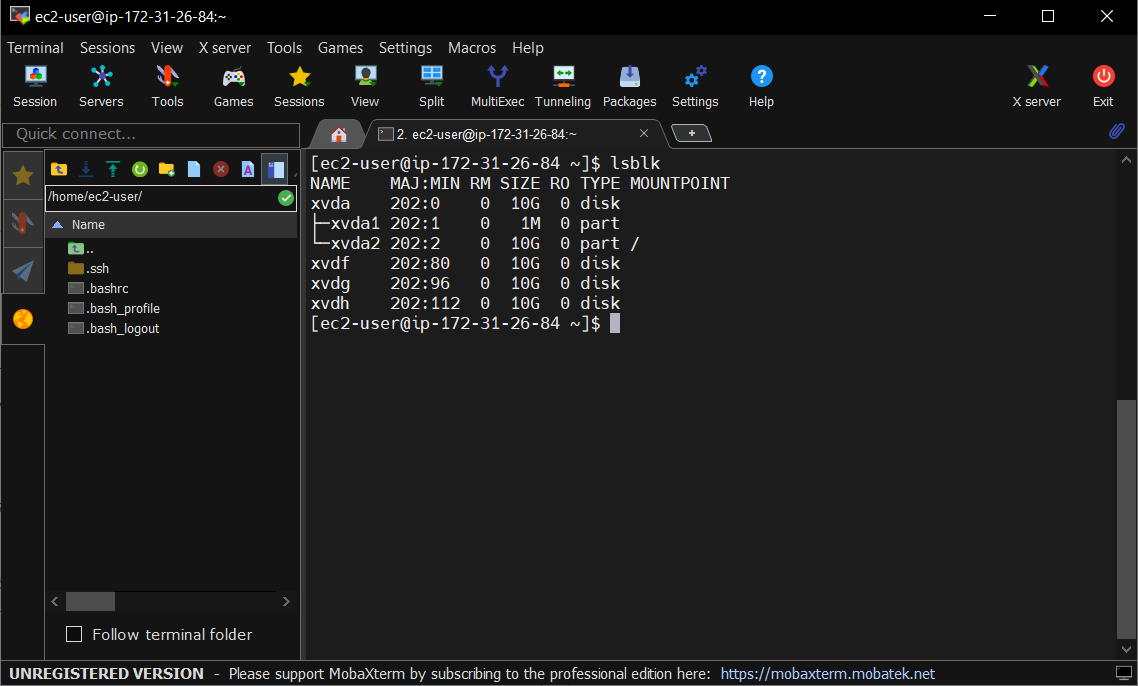 ec2-user@ip-172-31-26-84:~
Terminal Sessions View X server Tools Games Settings Macros Help
Session Servers Tools Games Sessions View Split MultiExec Tunneling Packages Settings Help X server Exit
Quick connect...
2. ec2-user@ip-172-31-26-84:~
/home/ec2-user/
Name
..
.ssh
.bashrc
.bash_profile
.bash_logout
Follow terminal folder
[ec2-user@ip-172-31-26-84 ~]$ lsblk
NAME    MAJ:MIN RM SIZE RO TYPE MOUNTPOINT
xvda    202:0    0  10G  0 disk
├─xvda1 202:1    0   1M  0 part
└─xvda2 202:2    0  10G  0 part /
xvdf    202:80   0  10G  0 disk
xvdg    202:96   0  10G  0 disk
xvdh    202:112  0  10G  0 disk
[ec2-user@ip-172-31-26-84 ~]$
UNREGISTERED VERSION - Please support MobaXterm by subscribing to the professional edition here: https://mobaxterm.mobatek.net